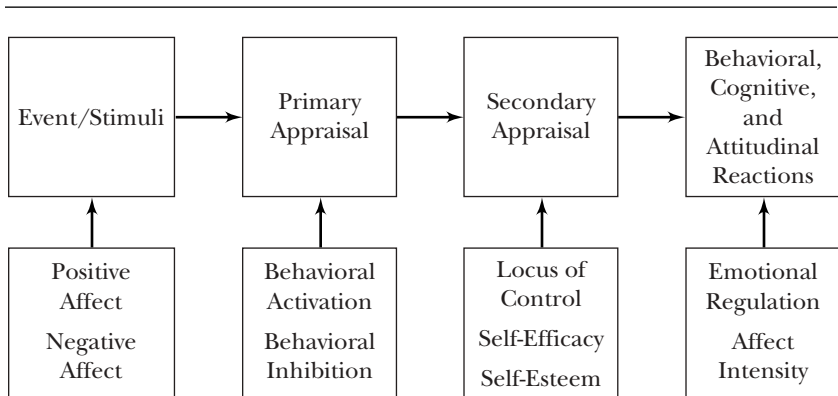 Event/Stimuli
Primary
Appraisal
Secondary
Appraisal
Behavioral,
Cognitive,
and
Attitudinal
Reactions
Positive
Affect
Negative
Affect
Behavioral
Activation
Behavioral
Inhibition
Locus of
Control
Self-Efficacy
Self-Esteem
Emotional
Regulation
Affect
Intensity